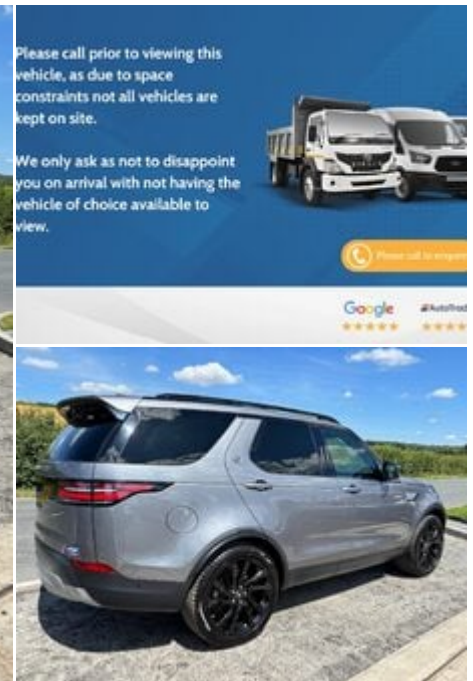 Please call prior to viewing this
vehicle, as due to space
constraints not all vehicles are
kept on site.
We only ask as not to disappoint
you on arrival with not having the
vehicle of choice available to
view.
Please call to enquire
Google
AutoTrad